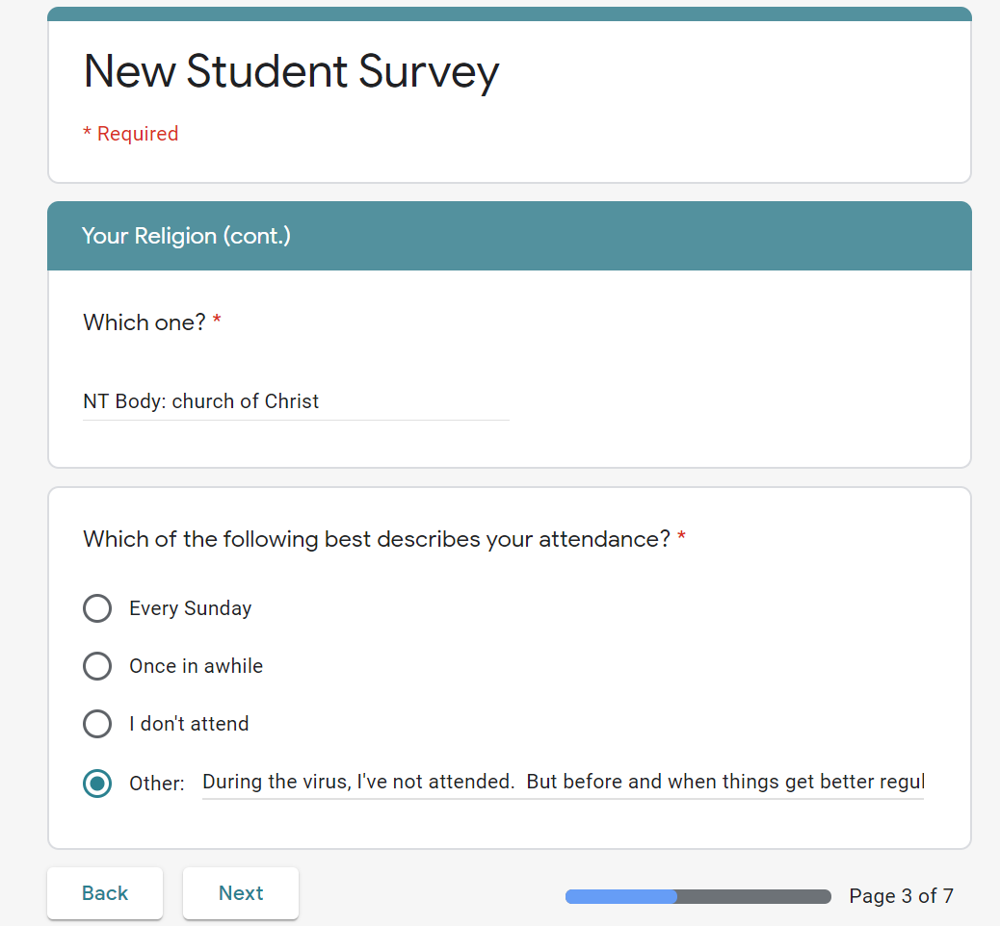 New Student Survey
* Required
Your Religion (cont.)
Which one? *
NT Body: church of Christ
Which of the following best describes your attendance? *
Every Sunday
Once in awhile
I don't attend
Other: During the virus, I've not attended.  But before and when things get better regul
Back Next Page 3 of 7